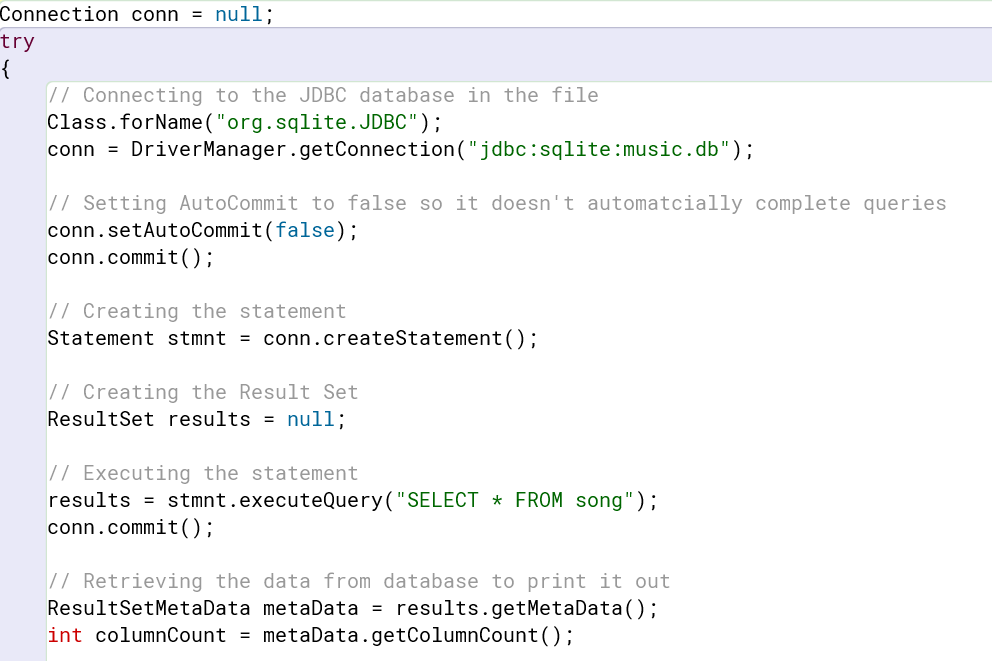 Connection conn = null;
try
{
// Connecting to the JDBC database in the file
Class.forName("org.sqlite.JDBC");
conn = DriverManager.getConnection("jdbc:sqlite:music.db");
// Setting AutoCommit to false so it doesn't automatcially complete queries
conn.setAutoCommit(false);
conn.commit();
// Creating the statement
Statement stmnt = conn.createStatement();
// Creating the Result Set
ResultSet results = null;
// Executing the statement
results = stmnt.executeQuery("SELECT * FROM song");
conn.commit();
// Retrieving the data from database to print it out
ResultSetMetaData metaData = results.getMetaData();
int columnCount = metaData.getColumnCount();